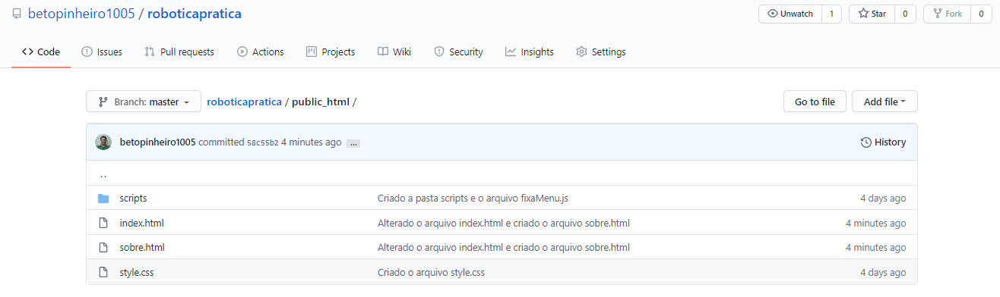 betopinheiro1005 / roboticapratica Unwatch 1 Star 0 Fork 0
Code Issues Pull requests Actions Projects Wiki Security Insights Settings
Branch: master roboticapratica / public_html / Go to file Add file
betopinheiro1005 committed 58c55b2 4 minutes ago ... History
..
scripts Criado a pasta scripts e o arquivo fixaMenu.js 4 days ago
index.html Alterado o arquivo index.html e criado o arquivo sobre.html 4 minutes ago
sobre.html Alterado o arquivo index.html e criado o arquivo sobre.html 4 minutes ago
style.css Criado o arquivo style.css 4 days ago